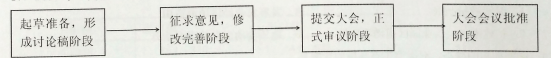 起草准备，形
成讨论稿阶段
征求意见，修
改完善阶段
提交大会，正
式审议阶段
大会会议批准
阶段